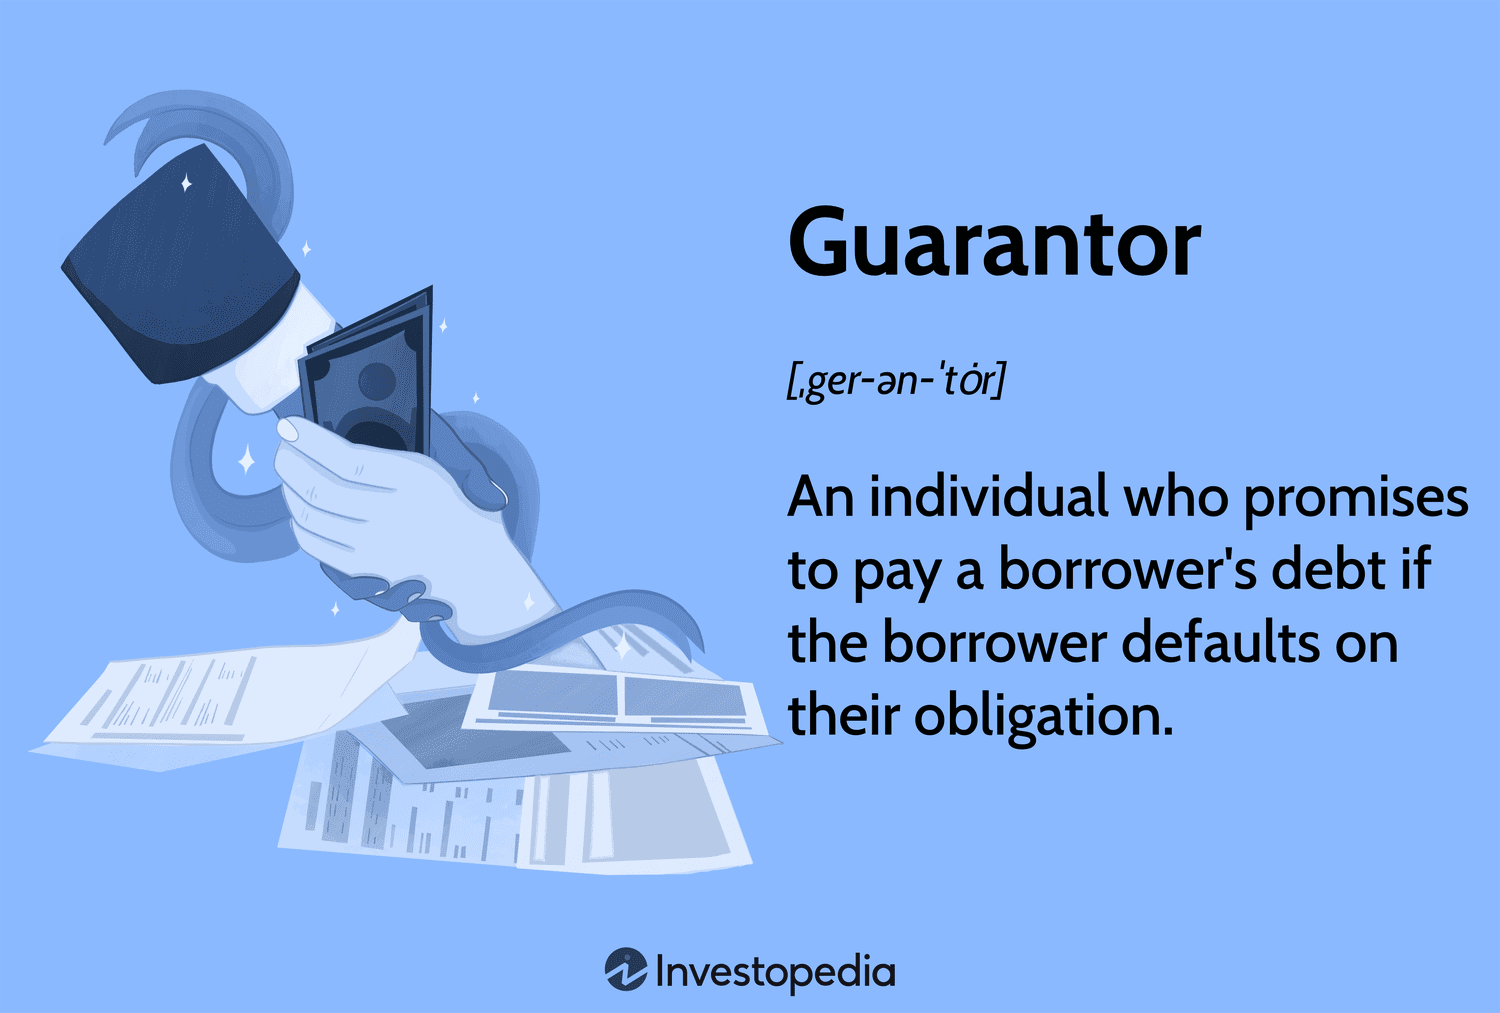 Guarantor
[ˌger-ən-ˈtȯr]
An individual who promises
to pay a borrower's debt if
the borrower defaults on
their obligation.
Investopedia